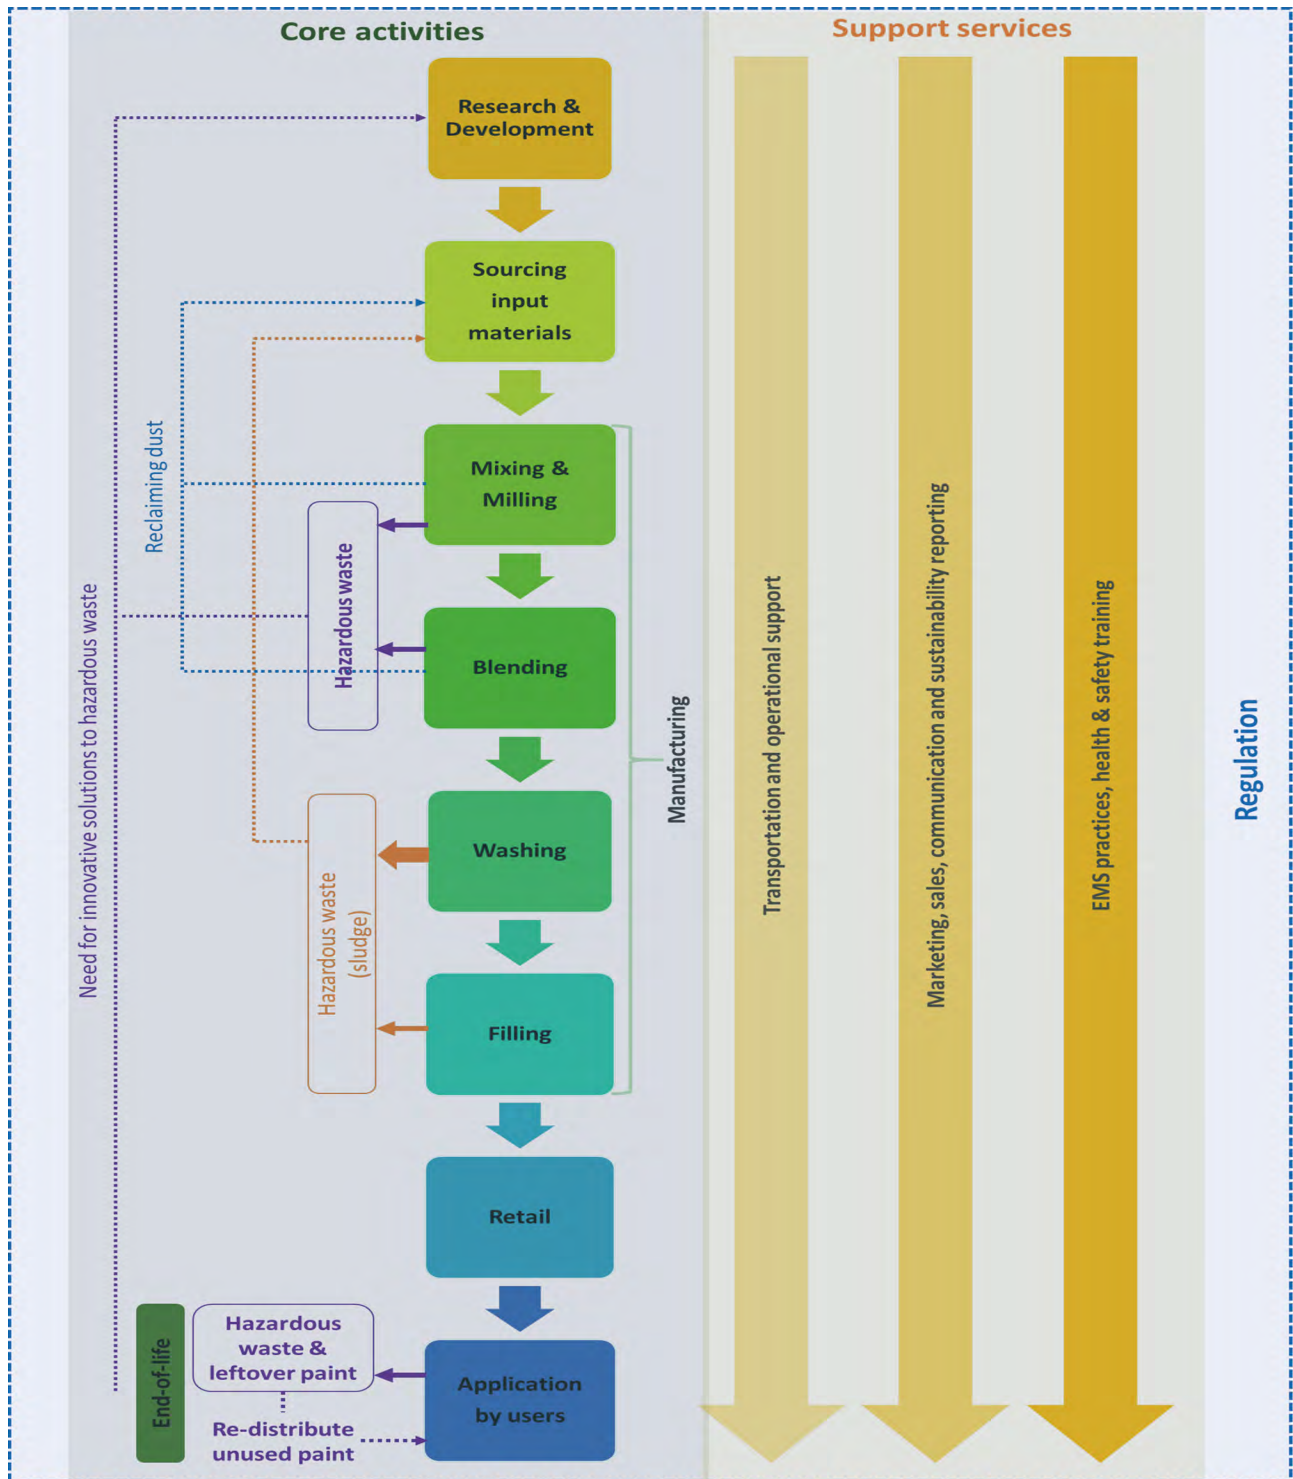 Core activities
Support services
Research &
Development
Sourcing
input
materials
Mixing &
Milling
Blending
Washing
Filling
Retail
Application
by users
Need for innovative solutions to hazardous waste
Reclaiming dust
Hazardous waste
Hazardous waste
(sludge)
Manufacturing
End-of-life
Hazardous
waste &
leftover paint
Re-distribute
unused paint
Transportation and operational support
Marketing, sales, communication and sustainability reporting
EMS practices, health & safety training
Regulation